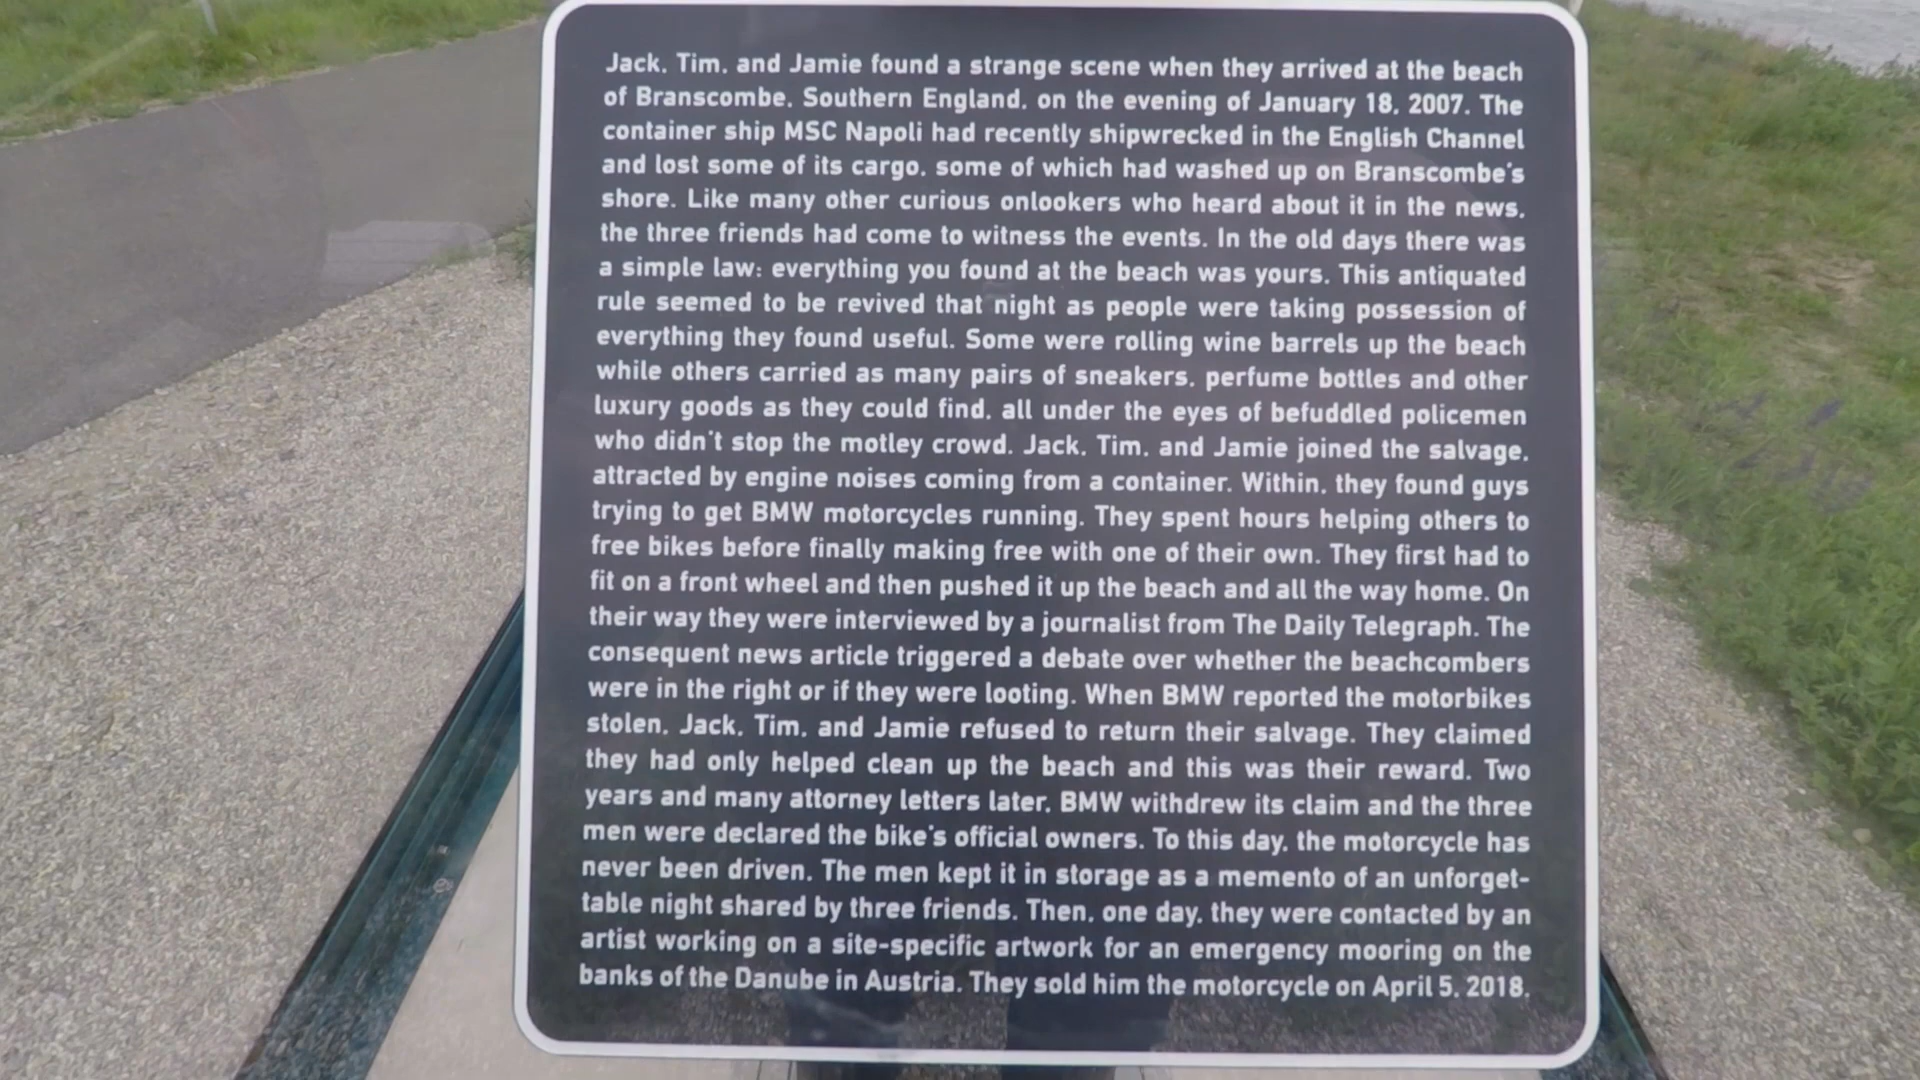 Jack, Tim, and Jamie found a strange scene when they arrived at the beach
of Branscombe, Southern England, on the evening of January 18, 2007. The
container ship MSC Napoli had recently shipwrecked in the English Channel
and lost some of its cargo, some of which had washed up on Branscombe's
shore. Like many other curious onlookers who heard about it in the news,
the three friends had come to witness the events. In the old days there was
a simple law: everything you found at the beach was yours. This antiquated
rule seemed to be revived that night as people were taking possession of
everything they found useful. Some were rolling wine barrels up the beach
while others carried as many pairs of sneakers, perfume bottles and other
luxury goods as they could find, all under the eyes of befuddled policemen
who didn't stop the motley crowd. Jack, Tim, and Jamie joined the salvage,
attracted by engine noises coming from a container. Within, they found guys
trying to get BMW motorcycles running. They spent hours helping others to
free bikes before finally making free with one of their own. They first had to
fit on a front wheel and then pushed it up the beach and all the way home. On
their way they were interviewed by a journalist from The Daily Telegraph. The
consequent news article triggered a debate over whether the beachcombers
were in the right or if they were looting. When BMW reported the motorbikes
stolen, Jack, Tim, and Jamie refused to return their salvage. They claimed
they had only helped clean up the beach and this was their reward. Two
years and many attorney letters later, BMW withdrew its claim and the three
men were declared the bike's official owners. To this day, the motorcycle has
never been driven. The men kept it in storage as a memento of an unforget-
table night shared by three friends. Then, one day, they were contacted by an
artist working on a site-specific artwork for an emergency mooring on the
banks of the Danube in Austria. They sold him the motorcycle on April 5, 2018.